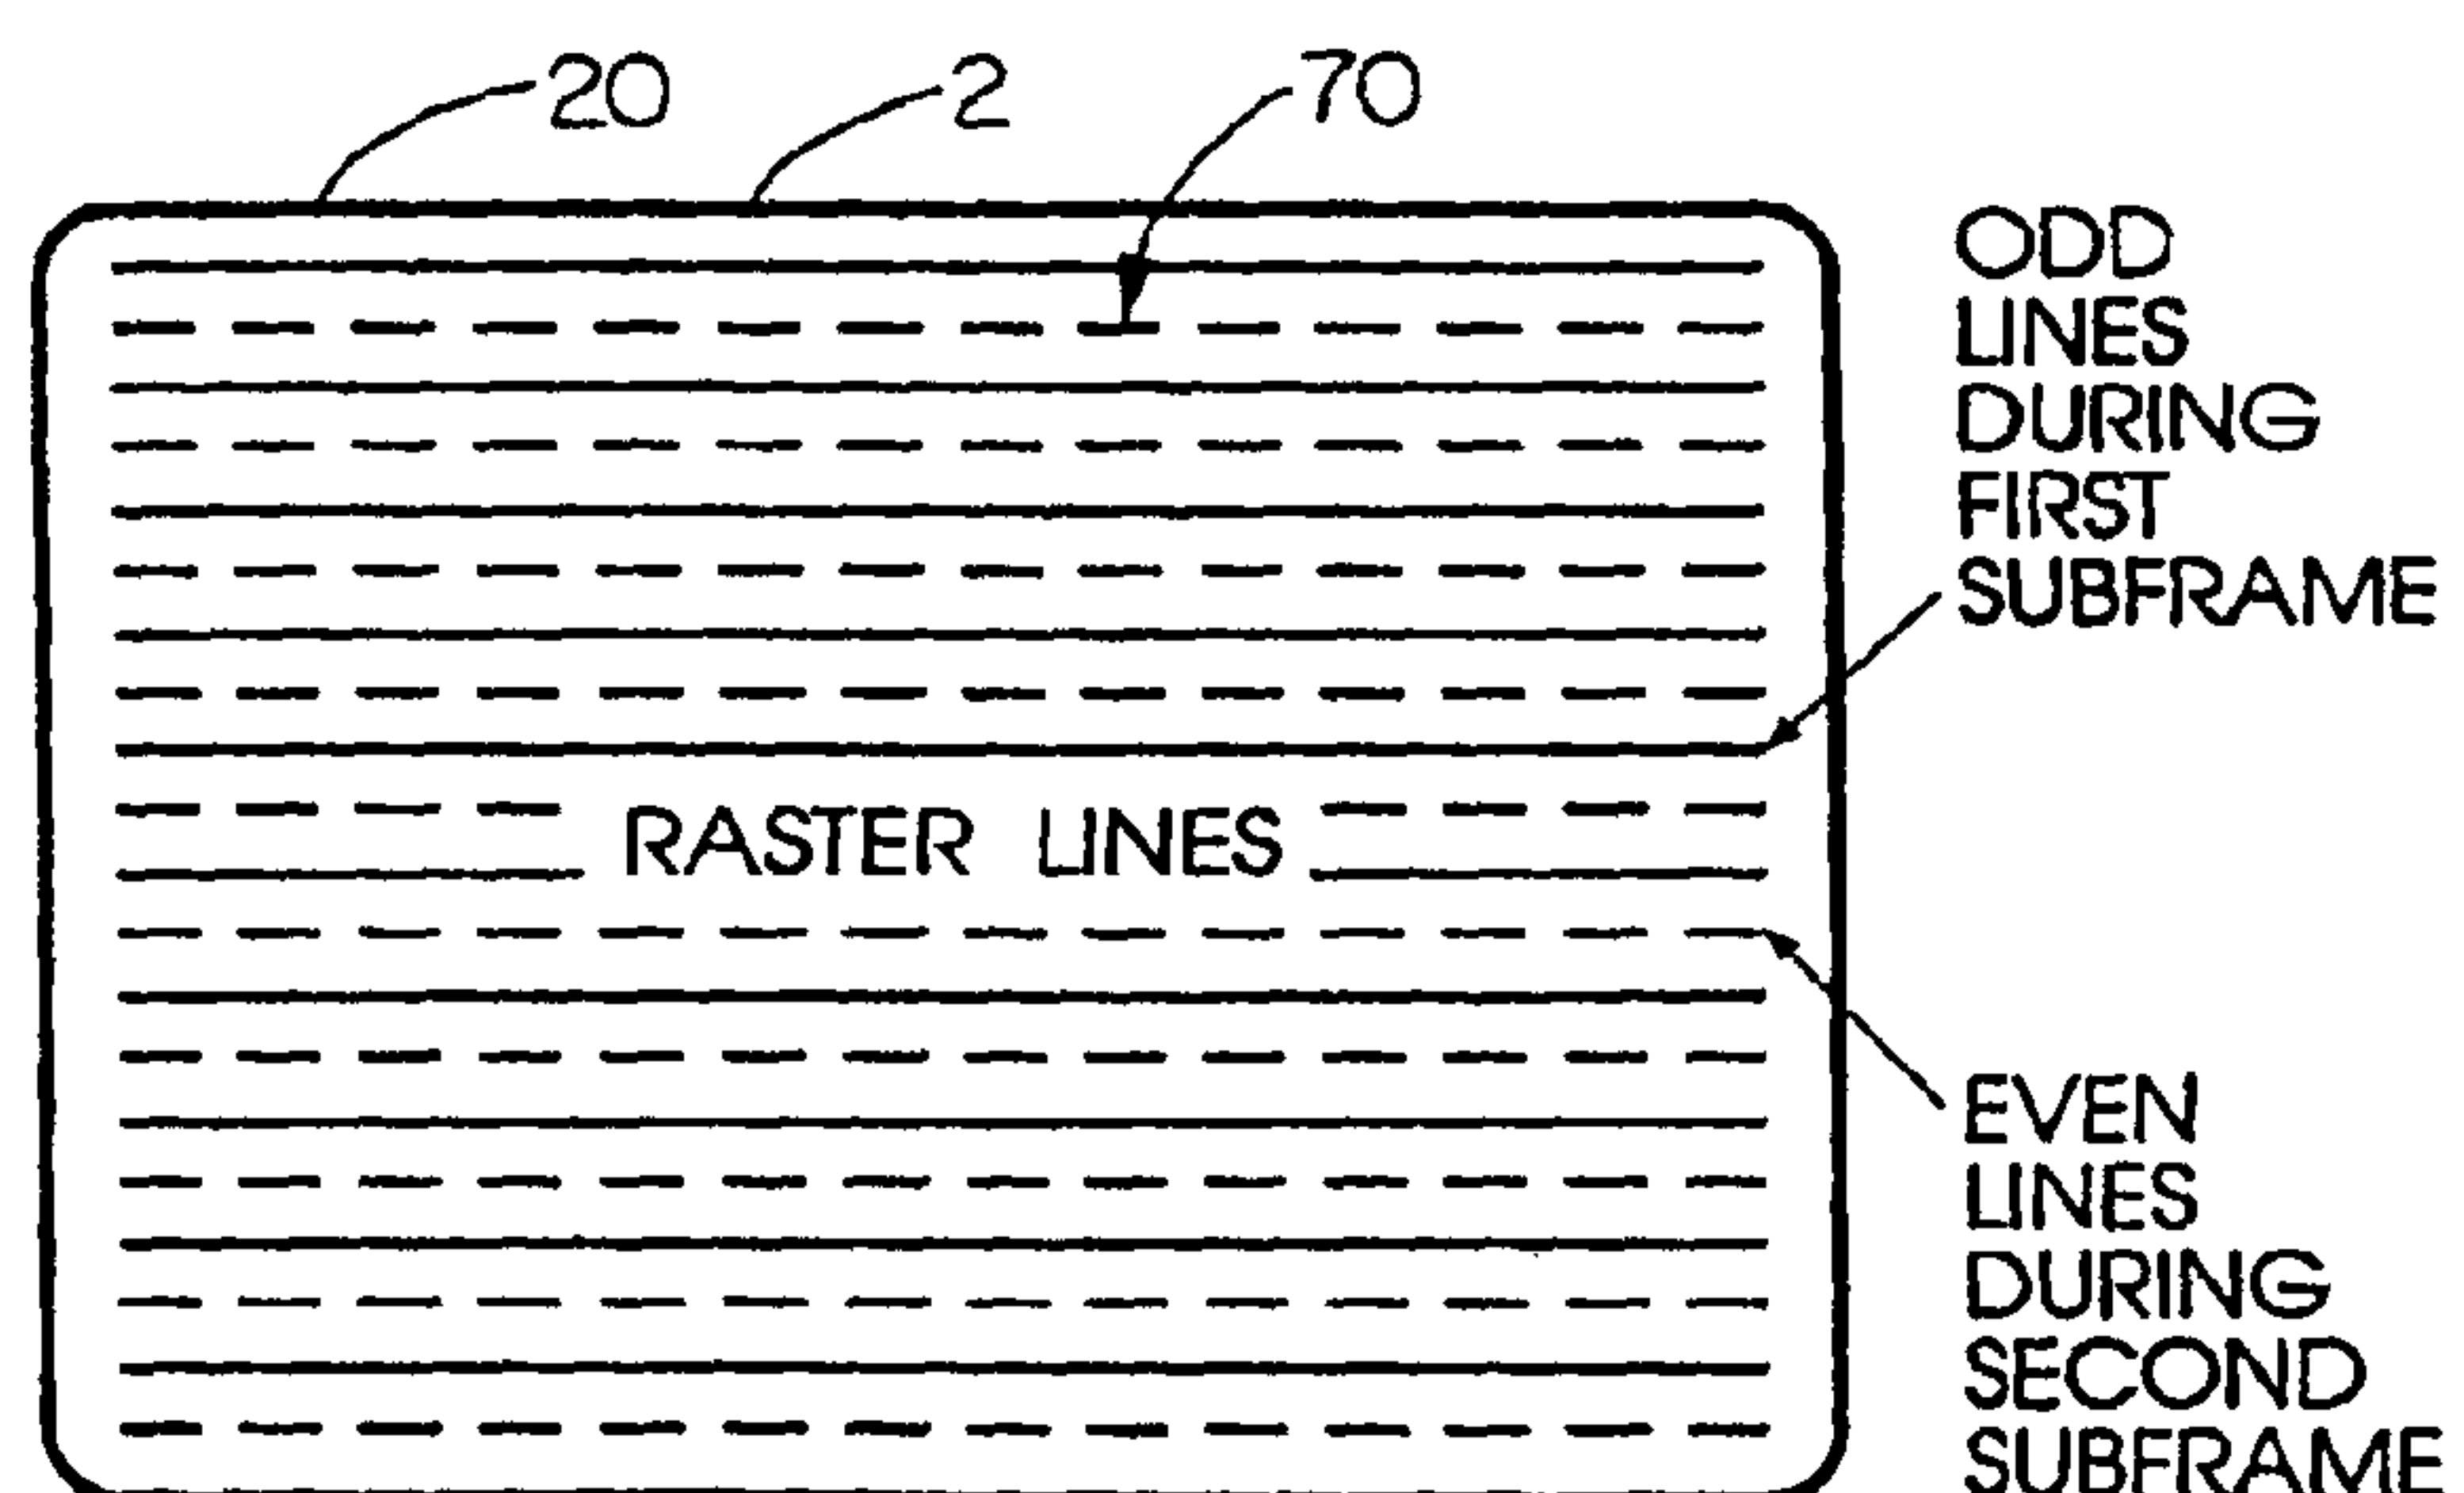 20 2 70
ODD
LINES
DURING
FIRST
SUBFRAME
RASTER LINES
EVEN
LINES
DURING
SECOND
SUBFRAME